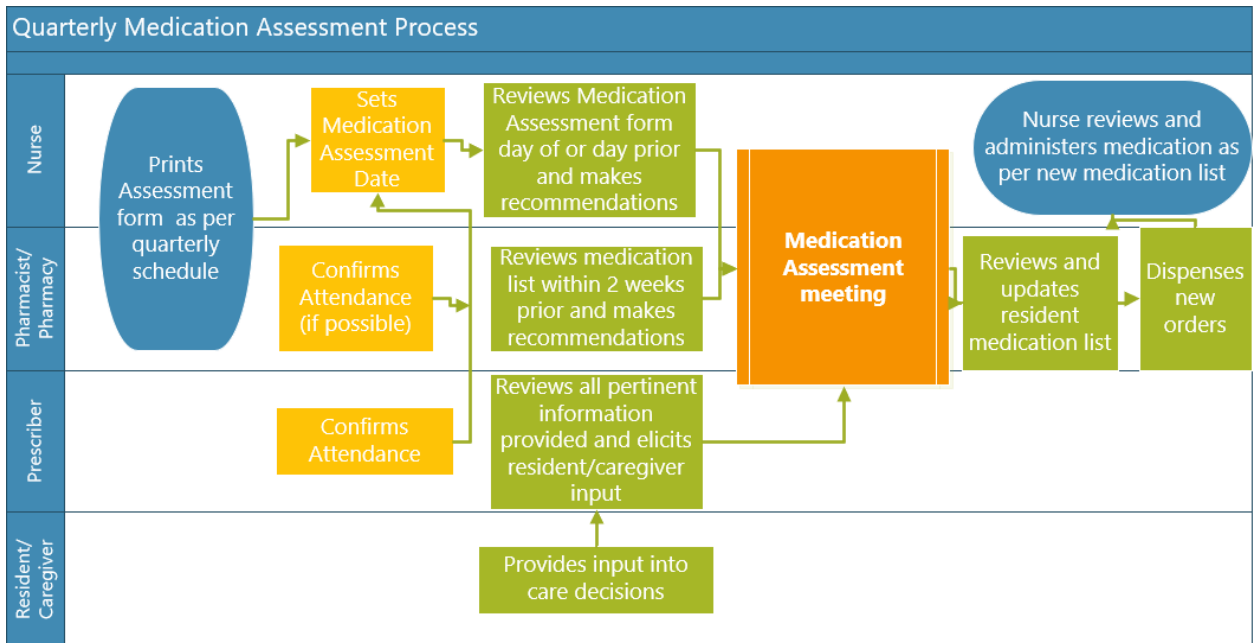 Quarterly Medication Assessment Process
Nurse
Prints
Assessment
form as per
quarterly
schedule
Sets
Medication
Assessment
Date
Reviews Medication
Assessment form
day of or day prior
and makes
recommendations
Nurse reviews and
administers medication as
per new medication list
Pharmacist/
Pharmacy
Confirms
Attendance
(if possible)
Reviews medication
list within 2 weeks
prior and makes
recommendations
Medication
Assessment
meeting
Reviews and
updates
resident
medication list
Dispenses
new
orders
Prescriber
Confirms
Attendance
Reviews all pertinent
information
provided and elicits
resident/caregiver
input
Resident/
Caregiver
Provides input into
care decisions